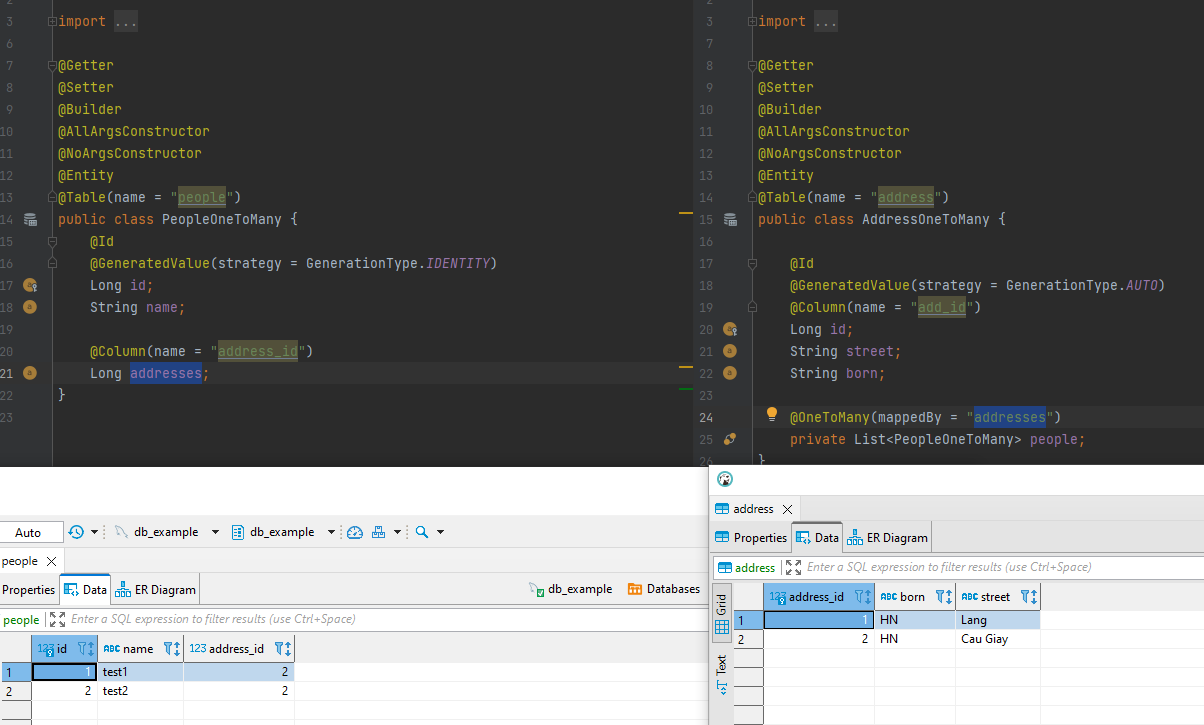 2
3 import ...
6
7 @Getter
8 @Setter
9 @Builder
10 @AllArgsConstructor
11 @NoArgsConstructor
12 @Entity
13 @Table(name = "people")
14 public class PeopleOneToMany {
15 @Id
16 @GeneratedValue(strategy = GenerationType.IDENTITY)
17 Long id;
18 String name;
19
20 @Column(name = "address_id")
21 Long addresses;
22 }
23
2
3 import ...
7
8 @Getter
9 @Setter
10 @Builder
11 @AllArgsConstructor
12 @NoArgsConstructor
13 @Entity
14 @Table(name = "address")
15 public class AddressOneToMany {
16
17 @Id
18 @GeneratedValue(strategy = GenerationType.AUTO)
19 @Column(name = "add_id")
20 Long id;
21 String street;
22 String born;
23
24 @OneToMany(mappedBy = "addresses")
25 private List<PeopleOneToMany> people;
26 }
Auto db_example db_example
people
Properties Data ER Diagram db_example Databases
people Enter a SQL expression to filter results (use Ctrl+Space)
123 id ABC name 123 address_id
1 1 test1 2
2 2 test2 2
address
Properties Data ER Diagram
address Enter a SQL expression to filter results (use Ctrl+Space)
Grid
Text
123 address_id ABC born ABC street
1 1 HN Lang
2 2 HN Cau Giay